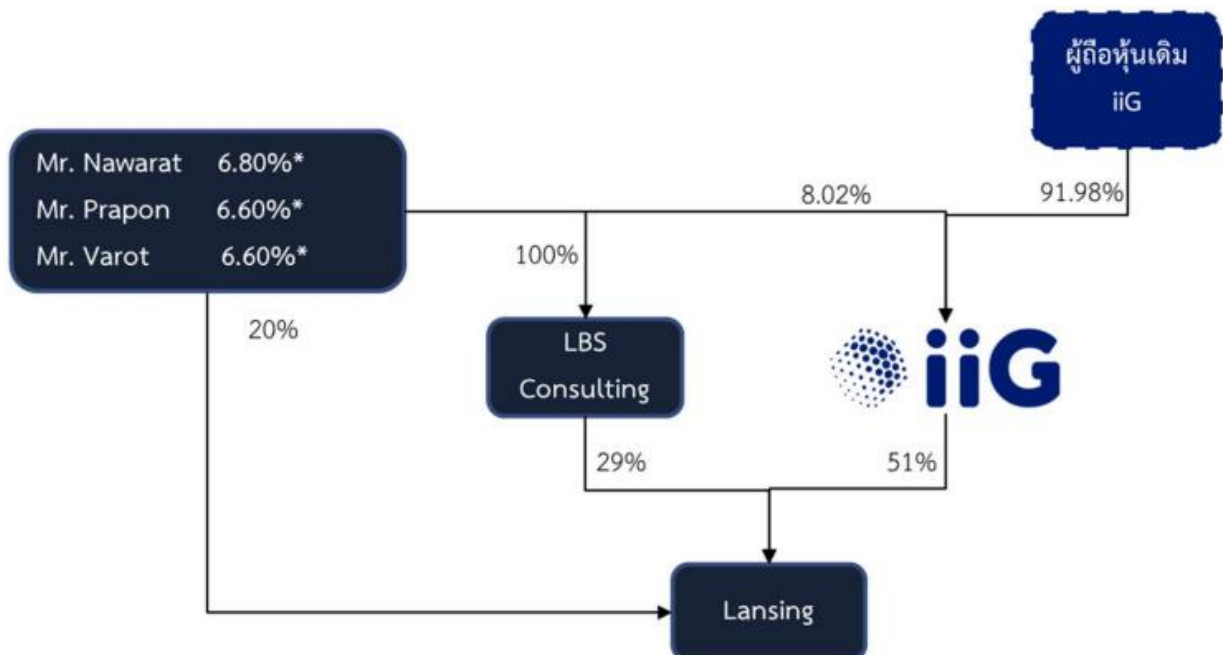 ผู้ถือหุ้นเดิม
iiG
Mr. Nawarat 6.80%*
Mr. Prapon 6.60%*
Mr. Varot 6.60%*
8.02%
91.98%
100%
20%
LBS
Consulting
iiG
29%
51%
Lansing